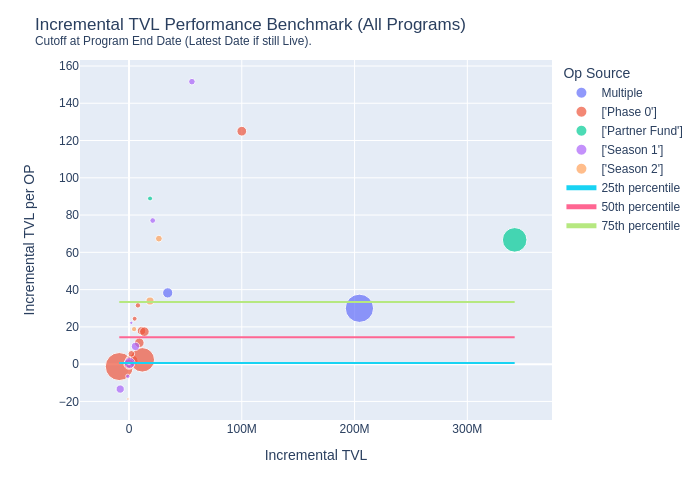 Incremental TVL Performance Benchmark (All Programs)
Cutoff at Program End Date (Latest Date if still Live).
Incremental TVL per OP
160
140
120
100
80
60
40
20
0
−20
0
100M
200M
300M
Incremental TVL
Op Source
Multiple
['Phase 0']
['Partner Fund']
['Season 1']
['Season 2']
25th percentile
50th percentile
75th percentile